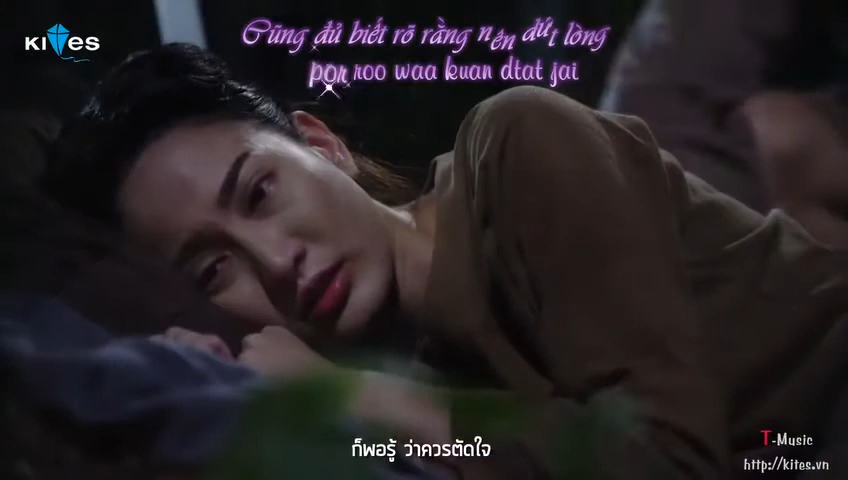 KITES
Cũng đủ biết rõ rằng nên dứt lòng
por roo waa kuan dtat jai
ก็พอรู้ ว่าควรตัดใจ
T-Music
http://kites.vn